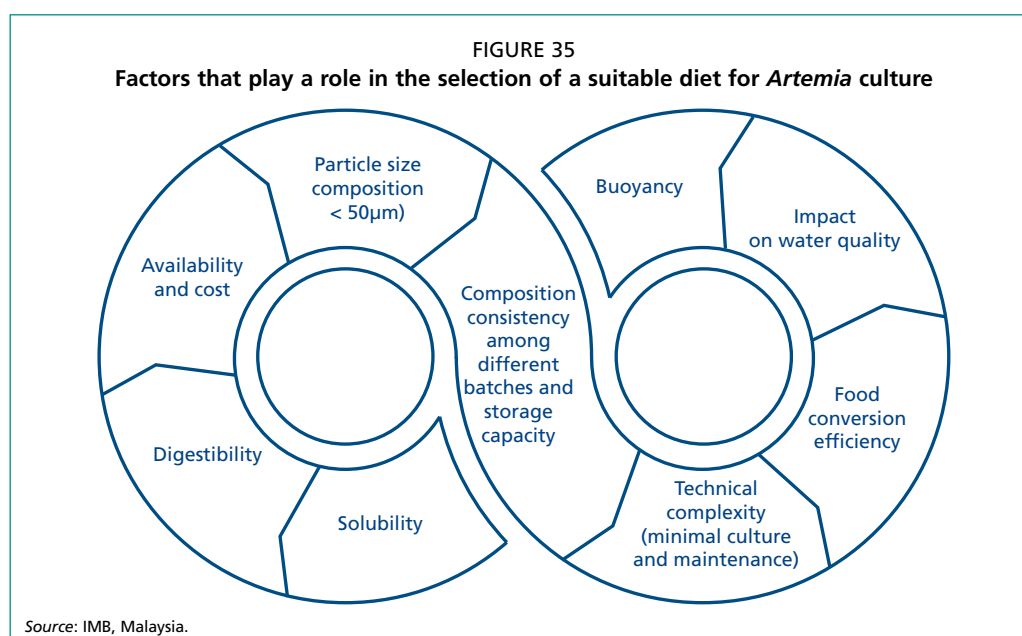 FIGURE 35
Factors that play a role in the selection of a suitable diet for Artemia culture
Particle size
composition
< 50µm)
Availability
and cost
Digestibility
Solubility
Composition
consistency
among
different
batches and
storage
capacity
Buoyancy
Impact
on water quality
Food
conversion
efficiency
Technical
complexity
(minimal culture
and maintenance)
Source: IMB, Malaysia.